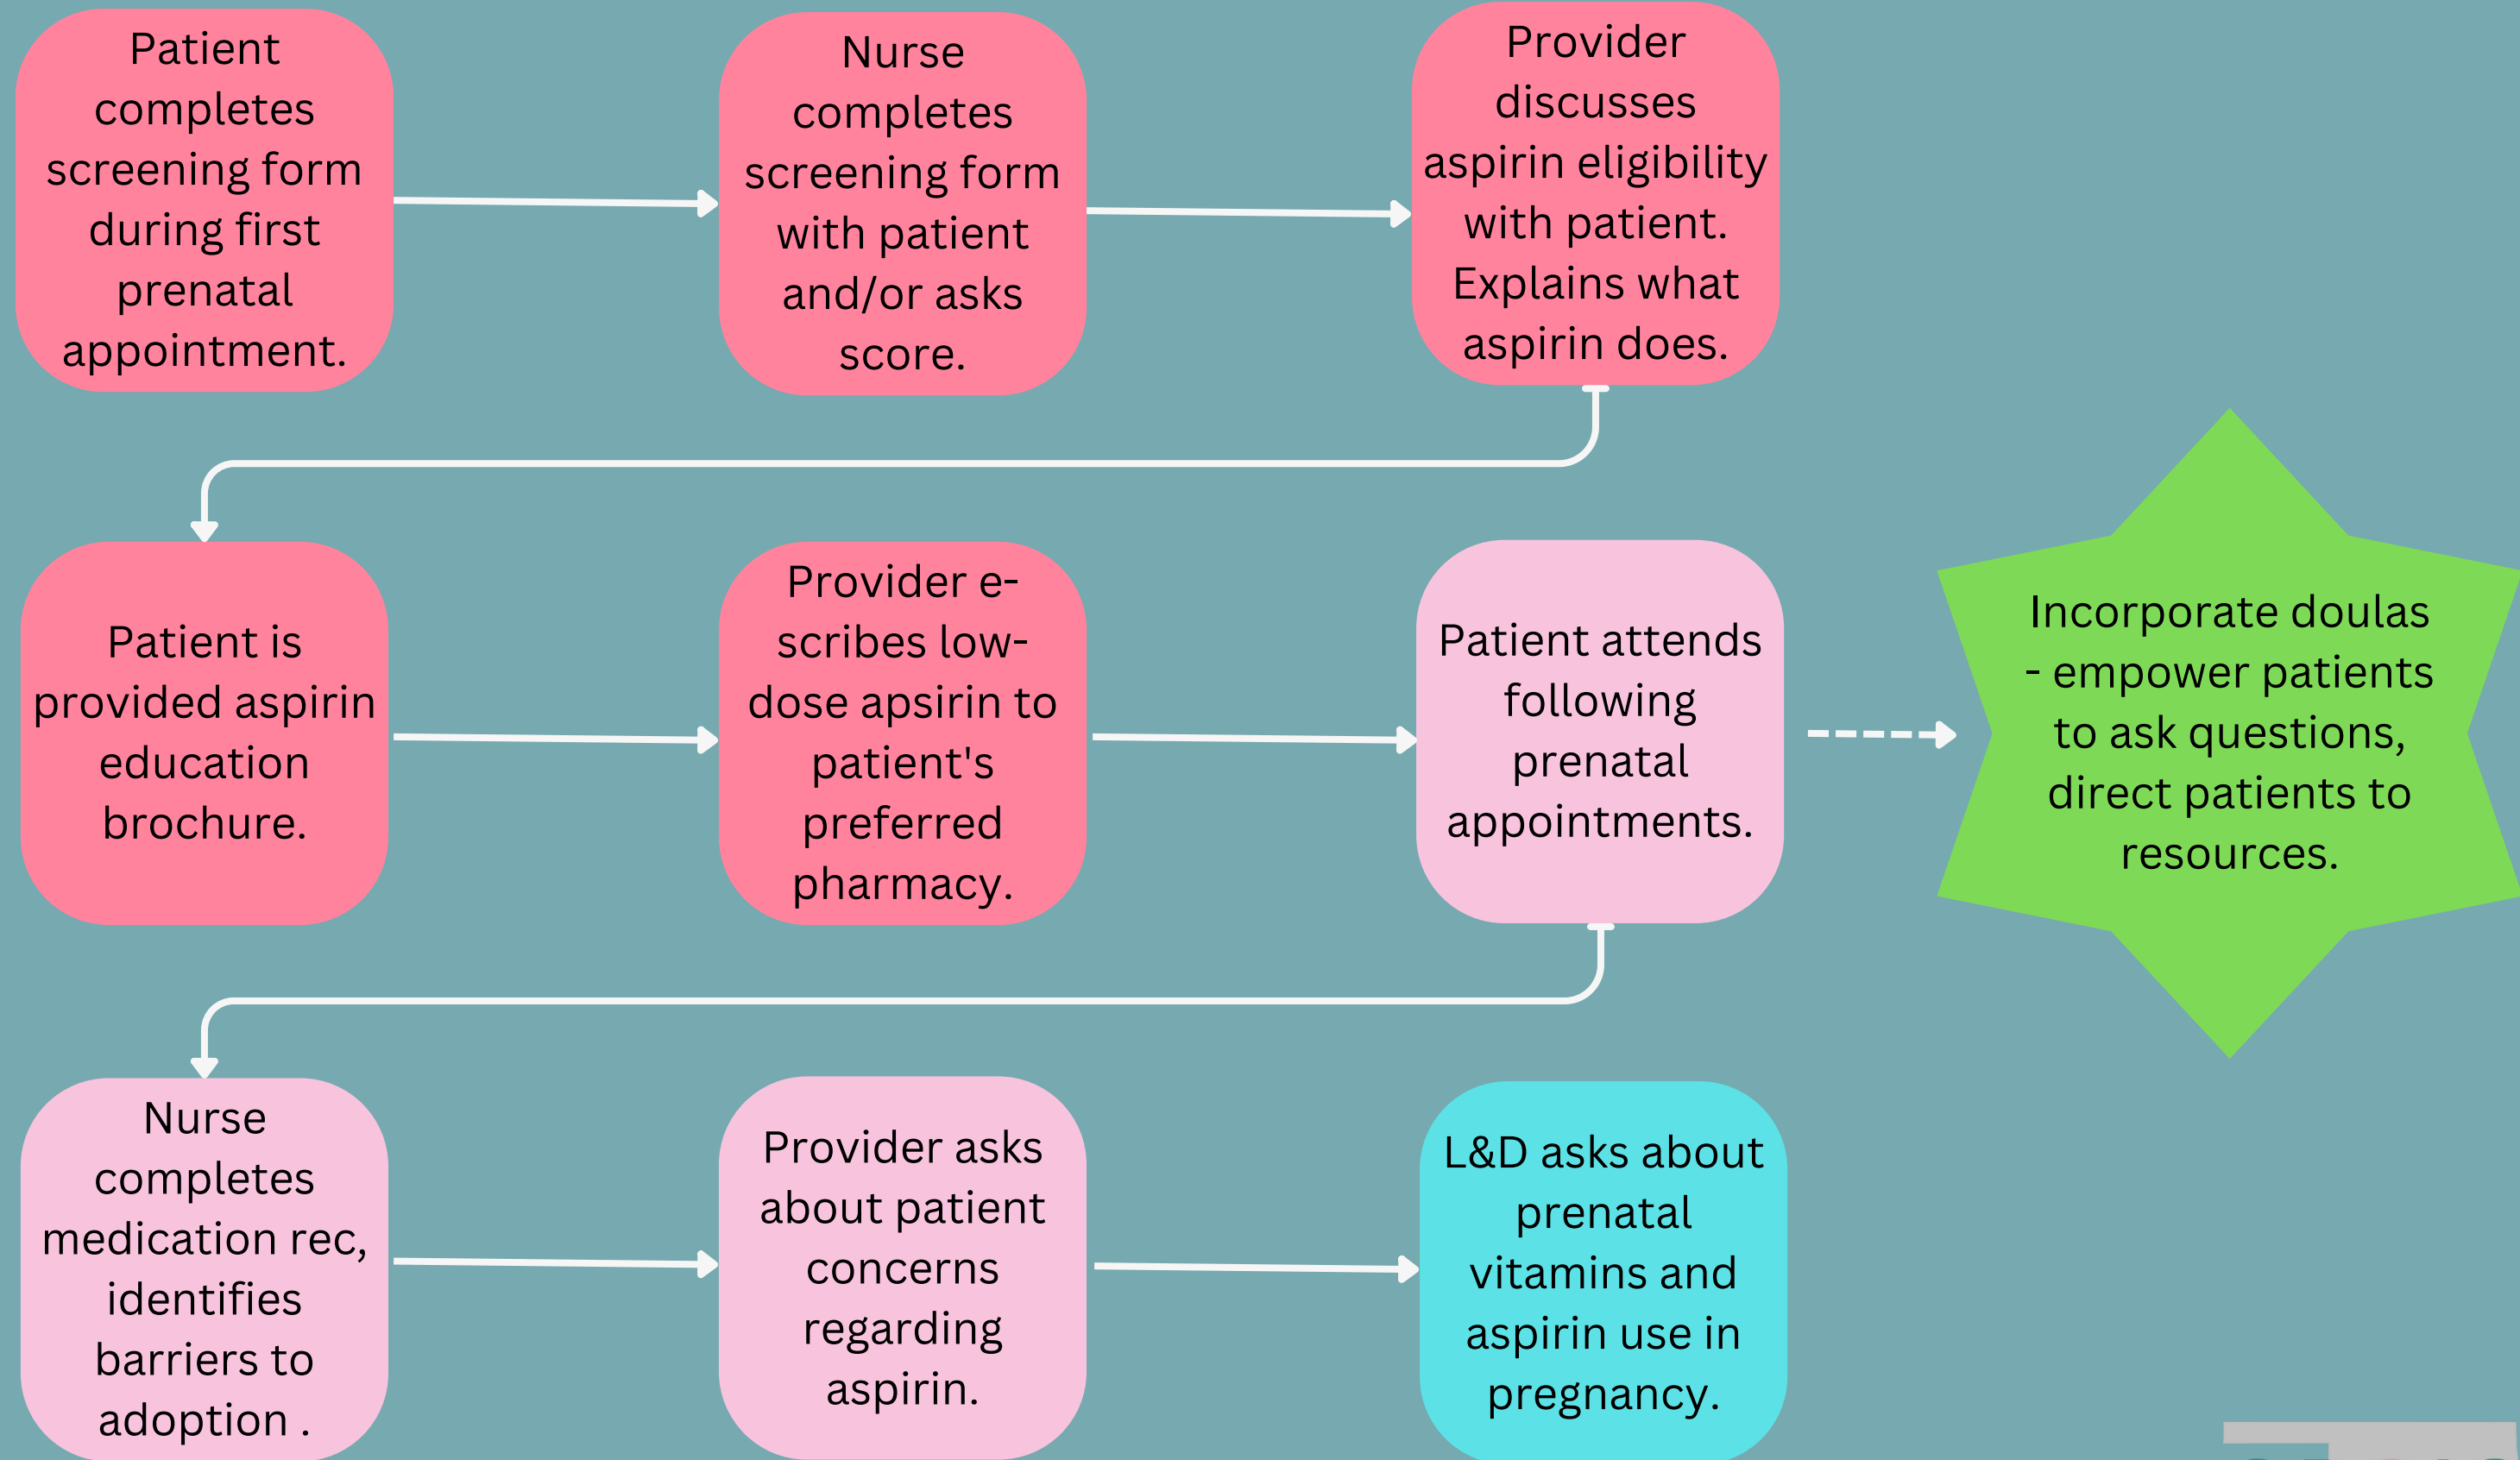 Patient
completes
screening form
during first
prenatal
appointment.
Nurse
completes
screening form
with patient
and/or asks
score.
Provider
discusses
aspirin eligibility
with patient.
Explains what
aspirin does.
Patient is
provided aspirin
education
brochure.
Provider e-
scribes low-
dose apsirin to
patient's
preferred
pharmacy.
Patient attends
following
prenatal
appointments.
Incorporate doulas
- empower patients
to ask questions,
direct patients to
resources.
Nurse
completes
medication rec,
identifies
barriers to
adoption .
Provider asks
about patient
concerns
regarding
aspirin.
L&D asks about
prenatal
vitamins and
aspirin use in
pregnancy.